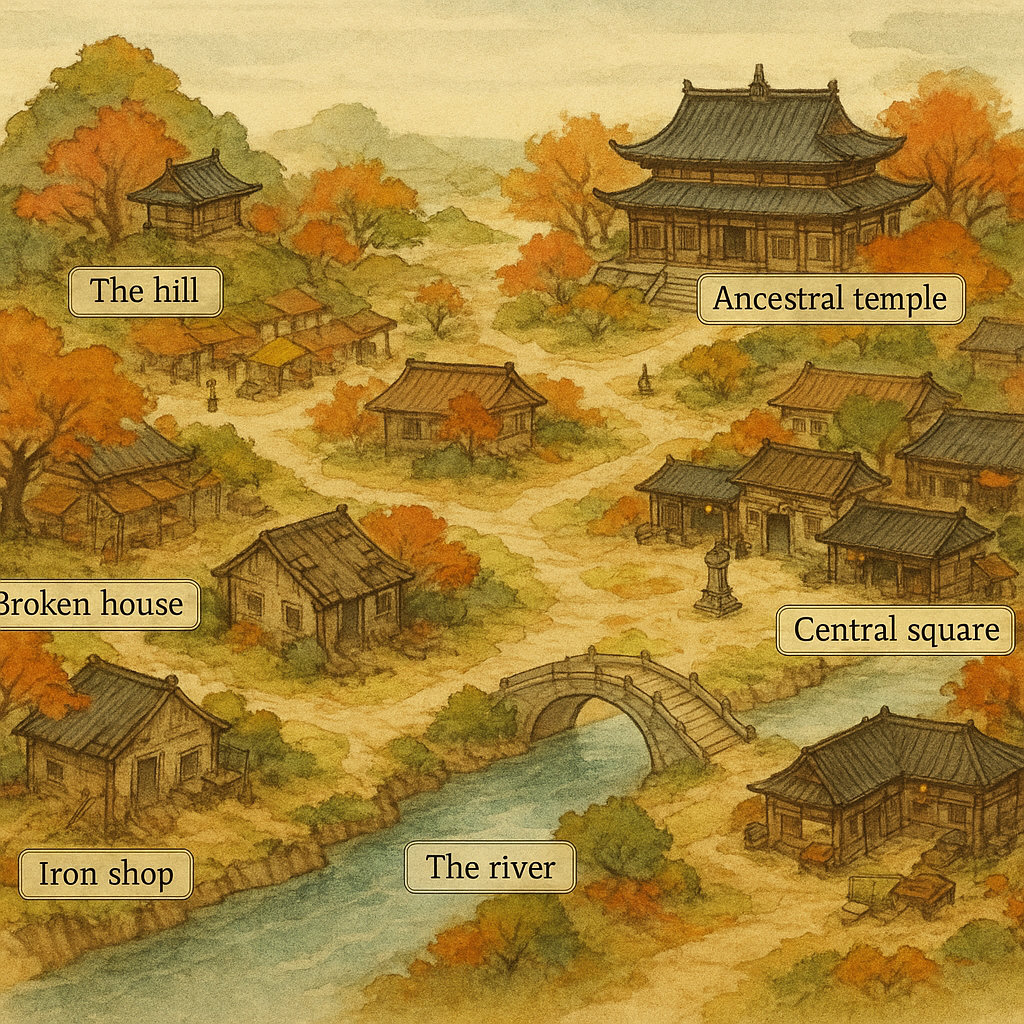 The hill
Ancestral temple
Broken house
Central square
Iron shop
The river